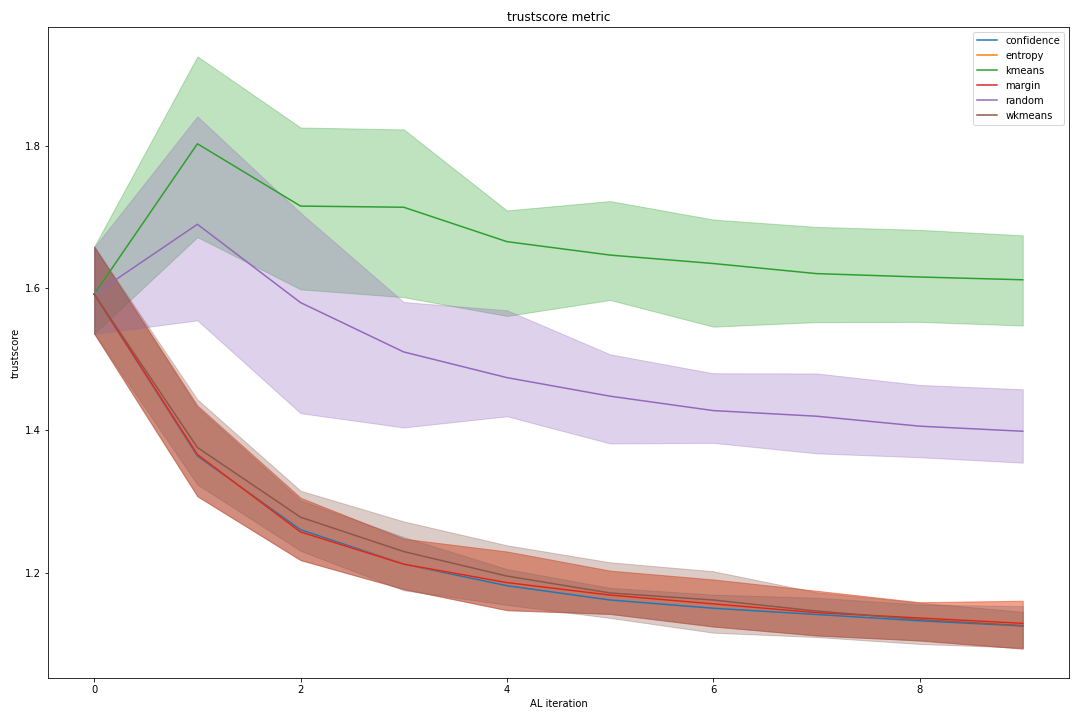 trustscore metric
confidence
entropy
kmeans
margin
random
wkmeans
trustscore
1.8
1.6
1.4
1.2
0
2
4
6
8
AL iteration